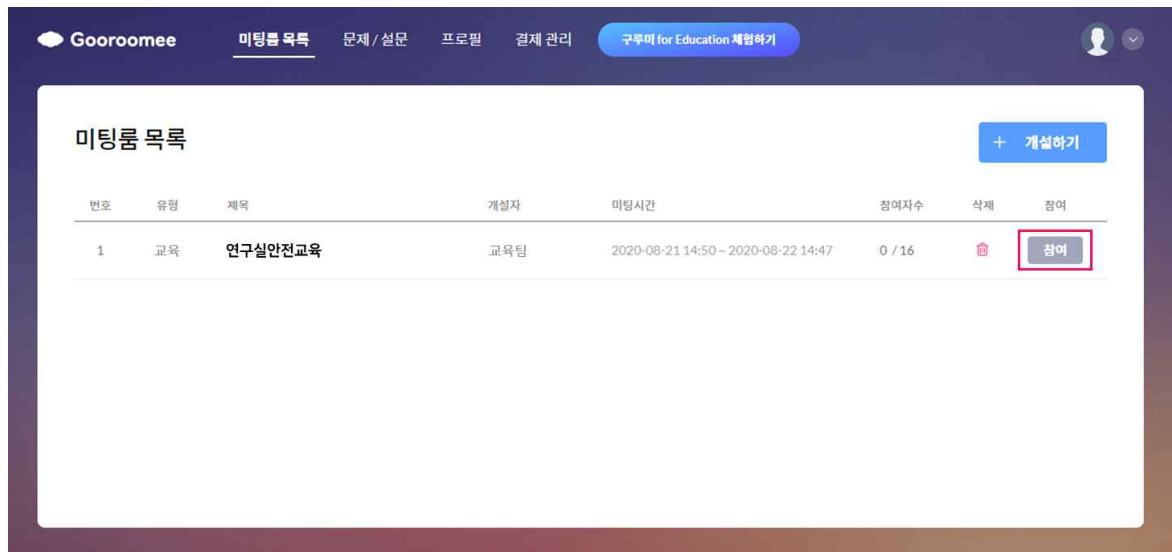 Gooroomee 미팅룸 목록 문제 / 설문 프로필 결제 관리 구루미 for Education 체험하기
미팅룸 목록
+ 개설하기
번호 유형 제목 개설자 미팅시간 참여자수 삭제 참여
1 교육 연구실안전교육 교육팀 2020-08-21 14:50 ~ 2020-08-22 14:47 0 / 16 참여